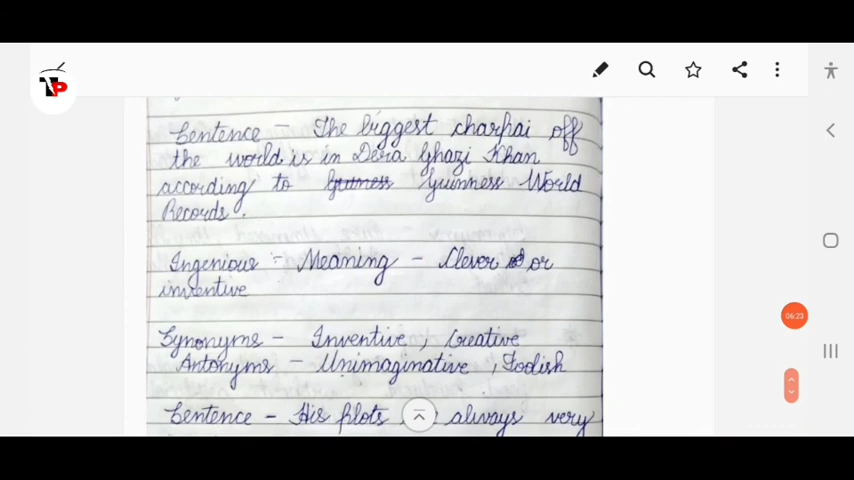 TP
Sentence - The biggest charpai off
the world is in Dera Ghazi Khan
according to Guinness World
Records.
Ingenious :- Meaning - Clever or
inventive
Synonyms - Inventive, Creative
Antonyms - Unimaginative, Foolish
Sentence - His plots always very
06:23